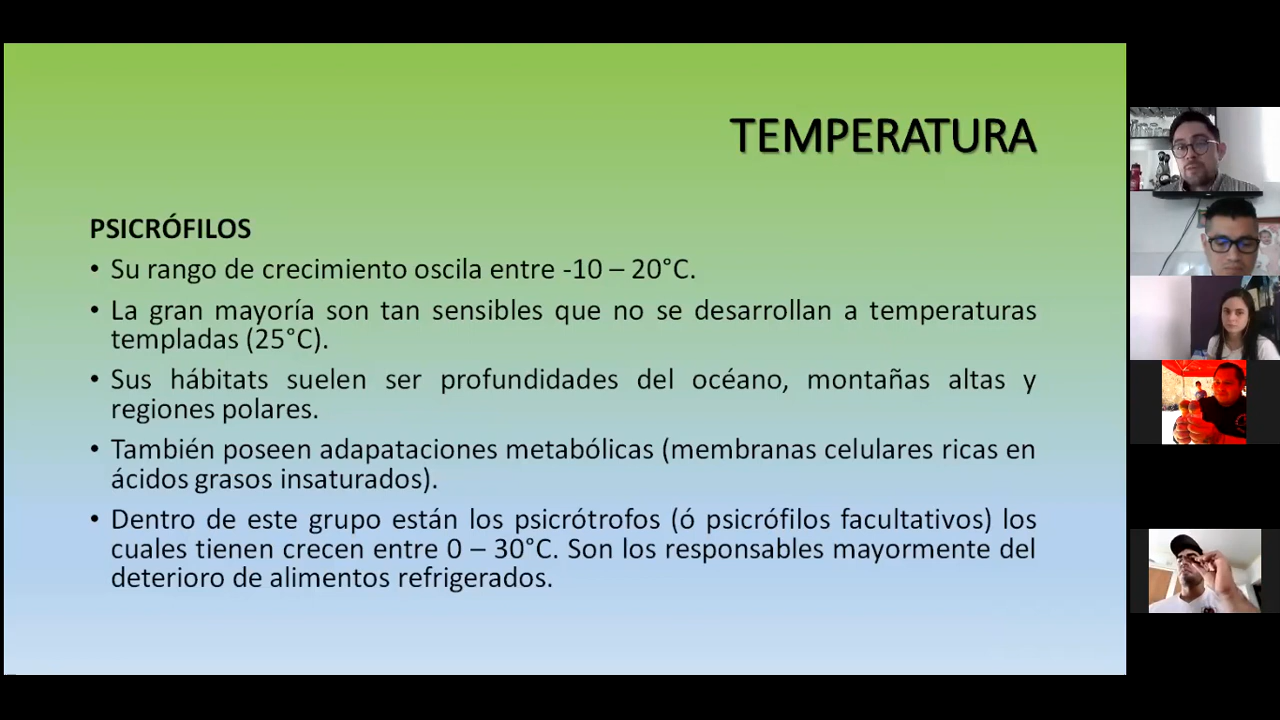 TEMPERATURA
PSICRÓFILOS
• Su rango de crecimiento oscila entre -10 – 20°C.
• La gran mayoría son tan sensibles que no se desarrollan a temperaturas
templadas (25°C).
• Sus hábitats suelen ser profundidades del océano, montañas altas y
regiones polares.
• También poseen adapataciones metabólicas (membranas celulares ricas en
ácidos grasos insaturados).
• Dentro de este grupo están los psicrótrofos (ó psicrófilos facultativos) los
cuales tienen crecen entre 0 – 30°C. Son los responsables mayormente del
deterioro de alimentos refrigerados.